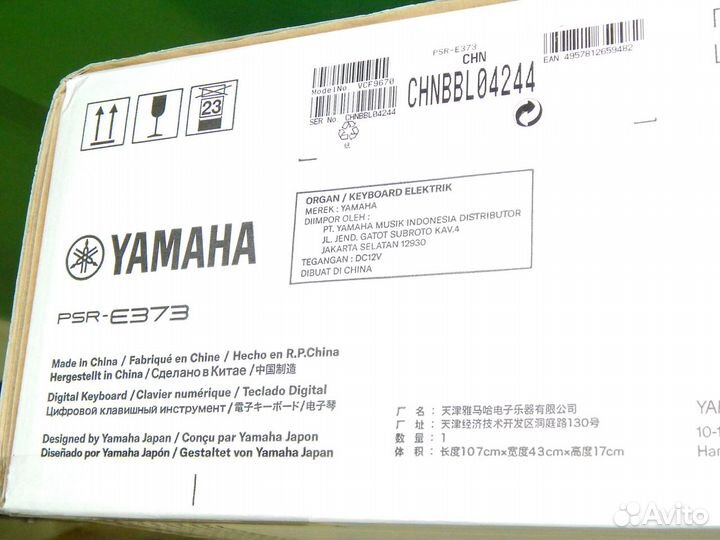 PSR-E373
CHN
EAN 4957812659482
ModelNo VCF9670
SER No. CHNBBL04244
CHNBBL04244
23
ORGAN / KEYBOARD ELEKTRIK
MEREK : YAMAHA
DIIMPOR OLEH :
PT. YAMAHA MUSIK INDONESIA DISTRIBUTOR
JL. JEND. GATOT SUBROTO KAV.4
JAKARTA SELATAN 12930
TEGANGAN : DC12V
DIBUAT DI CHINA
YAMAHA
PSR-E373
Made in China / Fabriqué en Chine / Hecho en R.P.China
Hergestellt in China / Сделано в Китае / 中国制造
Digital Keyboard / Clavier numérique / Teclado Digital
Цифровой клавишный инструмент / 電子キーボード / 电子琴
Designed by Yamaha Japan / Conçu par Yamaha Japon
Diseñado por Yamaha Japón / Gestaltet von Yamaha Japan
厂 名 : 天津雅马哈电子乐器有限公司
厂 址 : 天津经济技术开发区洞庭路130号
数 量 : 1
体 积 : 长度107cm×宽度43cm×高度17cm
YA
10-1
Ham
Avito